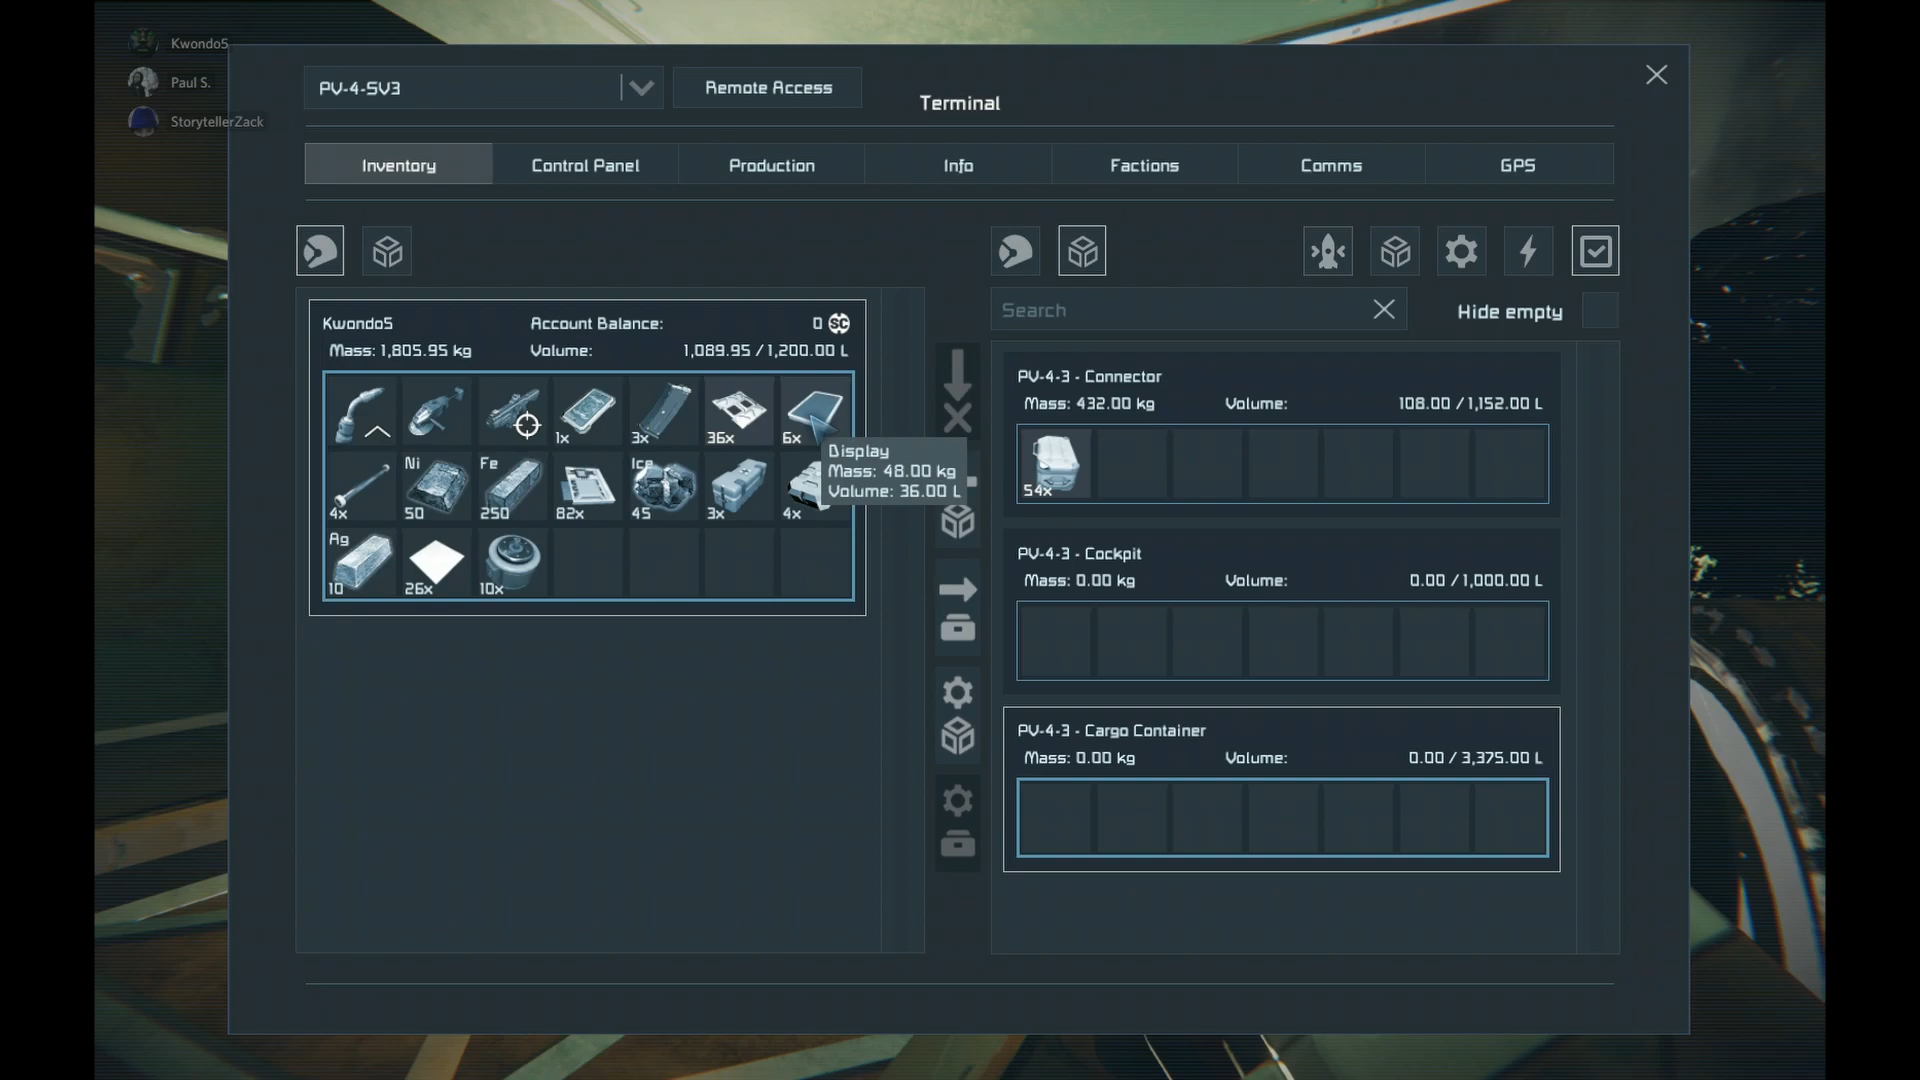 Kwondo5
Paul S.
StorytellerZack
PV-4-SV3
Remote Access
Terminal
Inventory
Control Panel
Production
Info
Factions
Comms
GPS
Kwondo5
Account Balance:
0 SC
Mass: 1,805.95 kg
Volume:
1,089.95 / 1,200.00 L
1x
3x
36x
6x
Display
Mass: 48.00 kg
Volume: 36.00 L
4x
Ni
50
Fe
250
82x
Ice
45
3x
4x
Ag
10
26x
10x
Search
Hide empty
PV-4-3 - Connector
Mass: 432.00 kg
Volume:
108.00 / 1,152.00 L
54x
PV-4-3 - Cockpit
Mass: 0.00 kg
Volume:
0.00 / 1,000.00 L
PV-4-3 - Cargo Container
Mass: 0.00 kg
Volume:
0.00 / 3,375.00 L